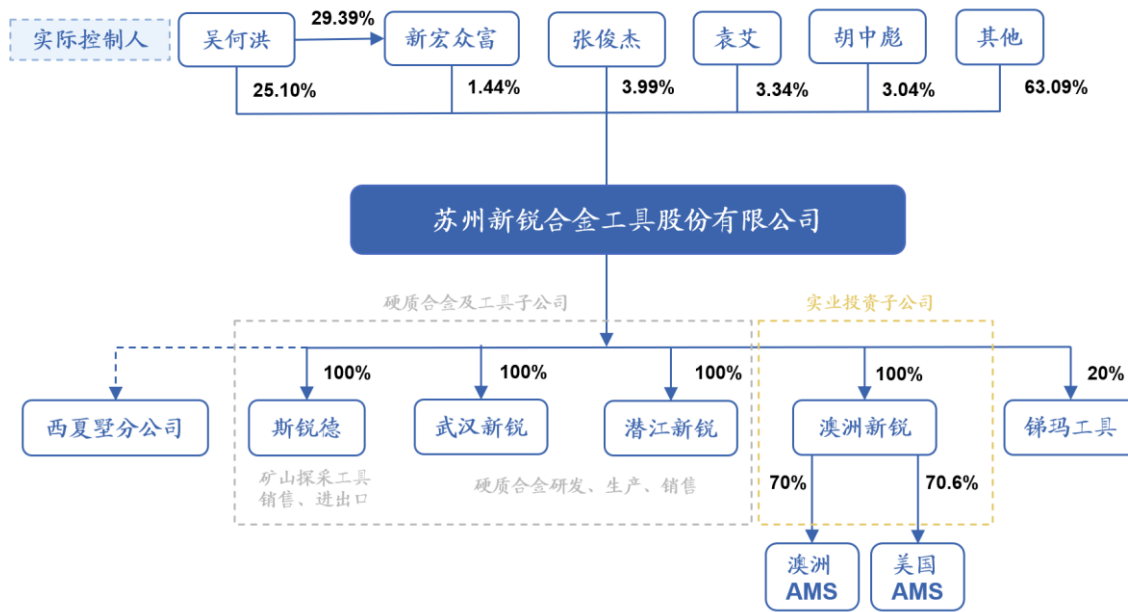 实际控制人
吴何洪
29.39%
新宏众富
张俊杰
袁艾
胡中彪
其他
25.10%
1.44%
3.99%
3.34%
3.04%
63.09%
苏州新锐合金工具股份有限公司
硬质合金及工具子公司
实业投资子公司
100%
100%
100%
100%
20%
西夏墅分公司
斯锐德
武汉新锐
潜江新锐
澳洲新锐
锑玛工具
矿山探采工具
销售、进出口
硬质合金研发、生产、销售
70%
70.6%
澳洲
AMS
美国
AMS